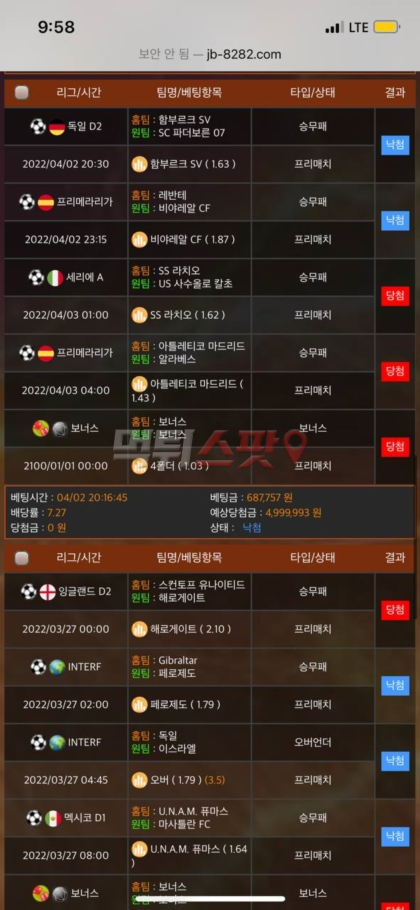 9:58
LTE
보안 안 됨 — jb-8282.com
리그/시간 팀명/베팅항목 타입/상태 결과
독일 D2 홈팀 : 함부르크 SV 승무패
원팀 : SC 파더보른 07
낙첨
2022/04/02 20:30 함부르크 SV ( 1.63 ) 프리매치
프리메라리가 홈팀 : 레반테 승무패
원팀 : 비야레알 CF
낙첨
2022/04/02 23:15 비야레알 CF ( 1.87 ) 프리매치
세리에 A 홈팀 : SS 라치오 승무패
원팀 : US 사수올로 칼초
당첨
2022/04/03 01:00 SS 라치오 ( 1.62 ) 프리매치
프리메라리가 홈팀 : 아틀레티코 마드리드 승무패
원팀 : 알라베스
당첨
2022/04/03 04:00 아틀레티코 마드리드 ( 프리매치
1.43 )
보너스 홈팀 : 보너스 보너스
원팀 : 보너스
당첨
먹튀스팟
2100/01/01 00:00 4폴더 ( 1.03 ) 프리매치
베팅시간 : 04/02 20:16:45 베팅금 : 687,757 원
배당률 : 7.27 예상당첨금 : 4,999,993 원
당첨금 : 0 원 상태 : 낙첨
리그/시간 팀명/베팅항목 타입/상태 결과
잉글랜드 D2 홈팀 : 스컨토프 유나이티드 승무패
원팀 : 해로게이트
당첨
2022/03/27 00:00 해로게이트 ( 2.10 ) 프리매치
INTERF 홈팀 : Gibraltar 승무패
원팀 : 페로제도
낙첨
2022/03/27 02:00 페로제도 ( 1.79 ) 프리매치
INTERF 홈팀 : 독일 오버언더
원팀 : 이스라엘
낙첨
2022/03/27 04:45 오버 ( 1.79 ) (3.5) 프리매치
멕시코 D1 홈팀 : U.N.A.M. 퓨마스 승무패
원팀 : 마사틀란 FC
낙첨
2022/03/27 08:00 U.N.A.M. 퓨마스 ( 1.64 프리매치
)
보너스 홈팀 : 보너스 보너스